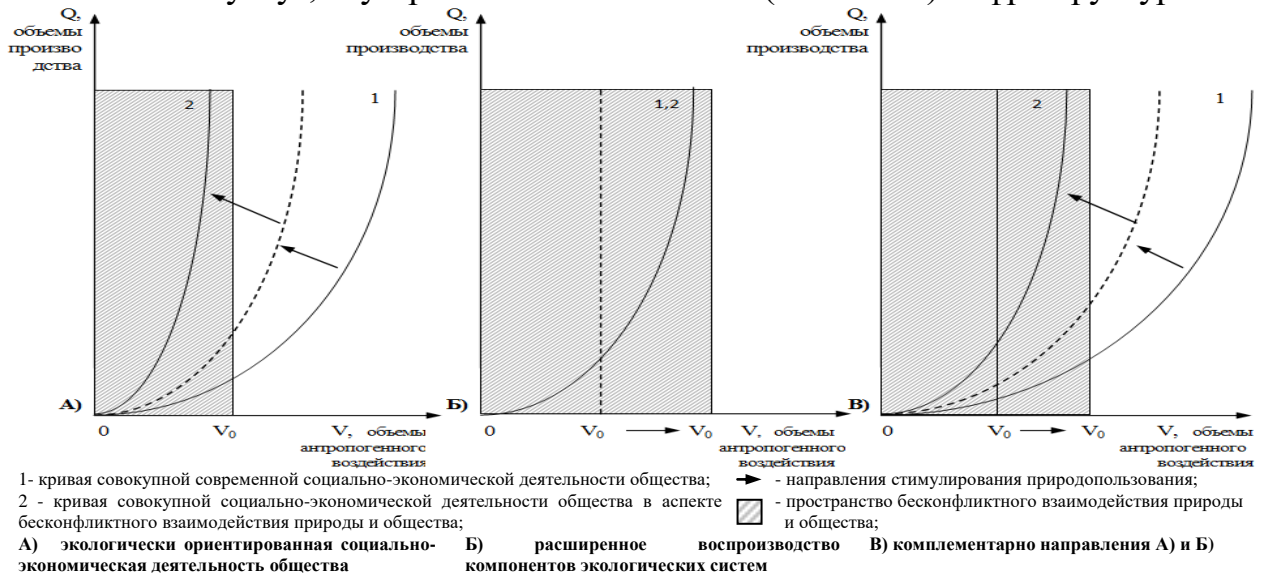 Q,
объемы
произво
дства
2
1
А)
0
V₀
V, объемы
антропогенного
воздействия
Q,
объемы
производства
1,2
Б)
0
V₀
V₀
V, объемы
антропогенного
воздействия
Q,
объемы
производства
2
1
В)
0
V₀
V₀
V, объемы
антропогенного
воздействия
1- кривая совокупной современной социально-экономической деятельности общества;
2 - кривая совокупной социально-экономической деятельности общества в аспекте
бесконфликтного взаимодействия природы и общества;
- направления стимулирования природопользования;
- пространство бесконфликтного взаимодействия природы
и общества;
А) экологически ориентированная социально-
экономическая деятельность общества
Б) расширенное воспроизводство
компонентов экологических систем
В) комплементарно направления А) и Б)